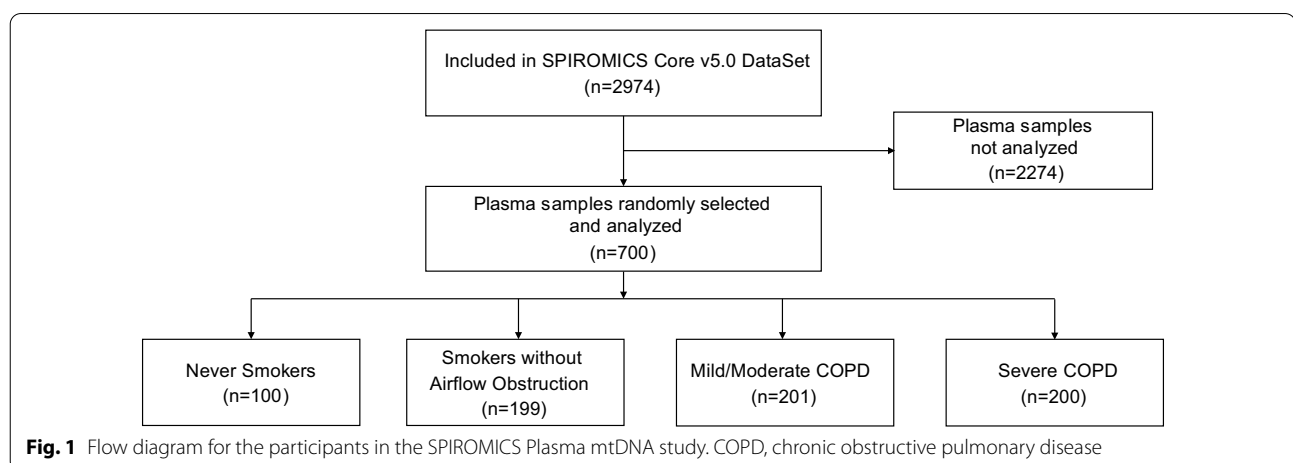 Included in SPIROMICS Core v5.0 DataSet
(n=2974)
Plasma samples
not analyzed
(n=2274)
Plasma samples randomly selected
and analyzed
(n=700)
Never Smokers
(n=100)
Smokers without
Airflow Obstruction
(n=199)
Mild/Moderate COPD
(n=201)
Severe COPD
(n=200)
Fig. 1 Flow diagram for the participants in the SPIROMICS Plasma mtDNA study. COPD, chronic obstructive pulmonary disease